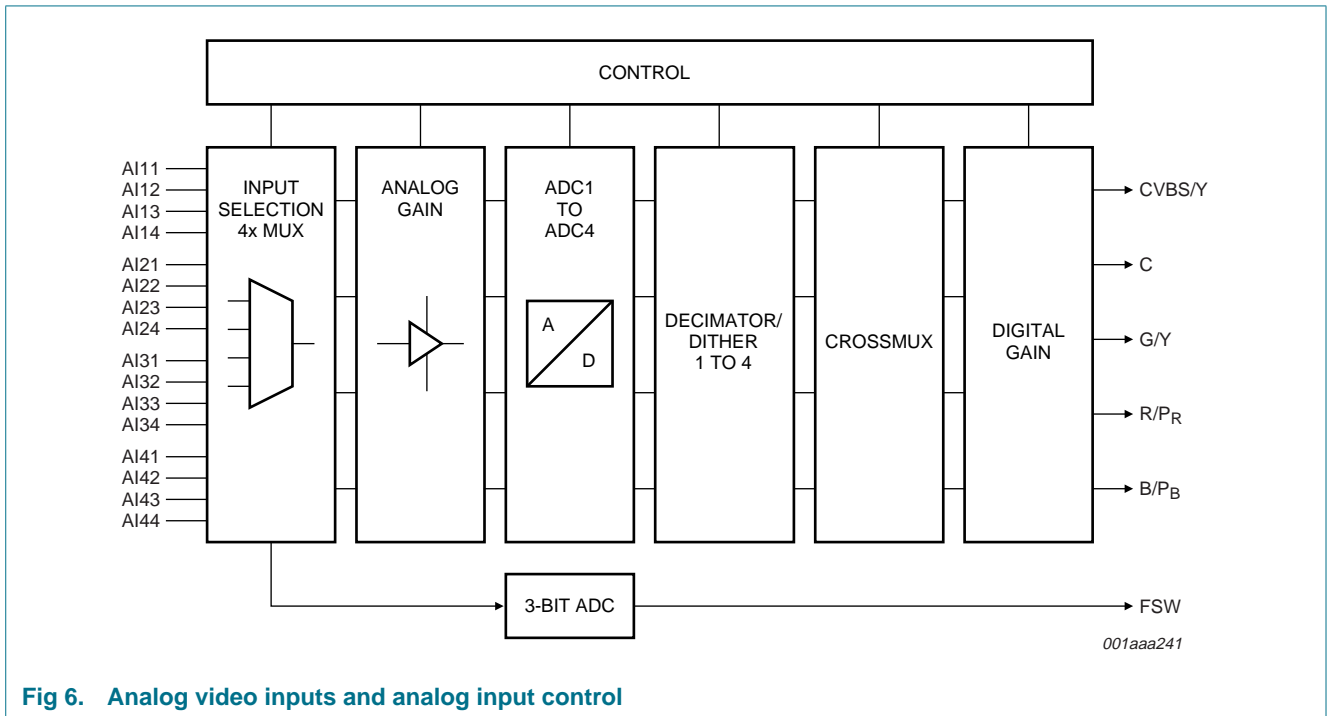 CONTROL
AI11
AI12
AI13
AI14
AI21
AI22
AI23
AI24
AI31
AI32
AI33
AI34
AI41
AI42
AI43
AI44
INPUT
SELECTION
4x MUX
ANALOG
GAIN
ADC1
TO
ADC4
A
D
DECIMATOR/
DITHER
1 TO 4
CROSSMUX
DIGITAL
GAIN
CVBS/Y
C
G/Y
R/PR
B/PB
3-BIT ADC
FSW
001aaa241
Fig 6. Analog video inputs and analog input control